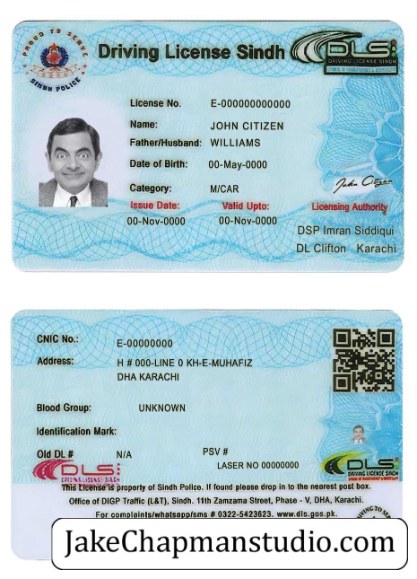 PROUD TO SERVE
SINDH POLICE
Driving License Sindh
DLS
DRIVING LICENSE SINDH
License No. E-000000000000
Name: JOHN CITIZEN
Father/Husband: WILLIAMS
Date of Birth: 00-May-0000
Category: M/CAR
Issue Date: Valid Upto: Licensing Authority
00-Nov-0000 00-Nov-0000
John Citizen
DSP Imran Siddiqui
DL Clifton Karachi
CNIC No.: E-00000000
Address: H # 000-LINE 0 KH-E-MUHAFIZ
DHA KARACHI
Blood Group: UNKNOWN
Identification Mark:
Old DL # N/A PSV #
LASER NO 00000000
DLS
DLS
DRIVING LICENSE SINDH
This License is property of Sindh Police. If found please drop in to the nearest post box.
Office of DIGP Traffic (L&T), Sindh. 11th Zamzama Street, Phase - V, DHA, Karachi.
For complaints/whatsapp/sms # 0322-5423623. www.dls.gos.pk.
JakeChapmanstudio.com